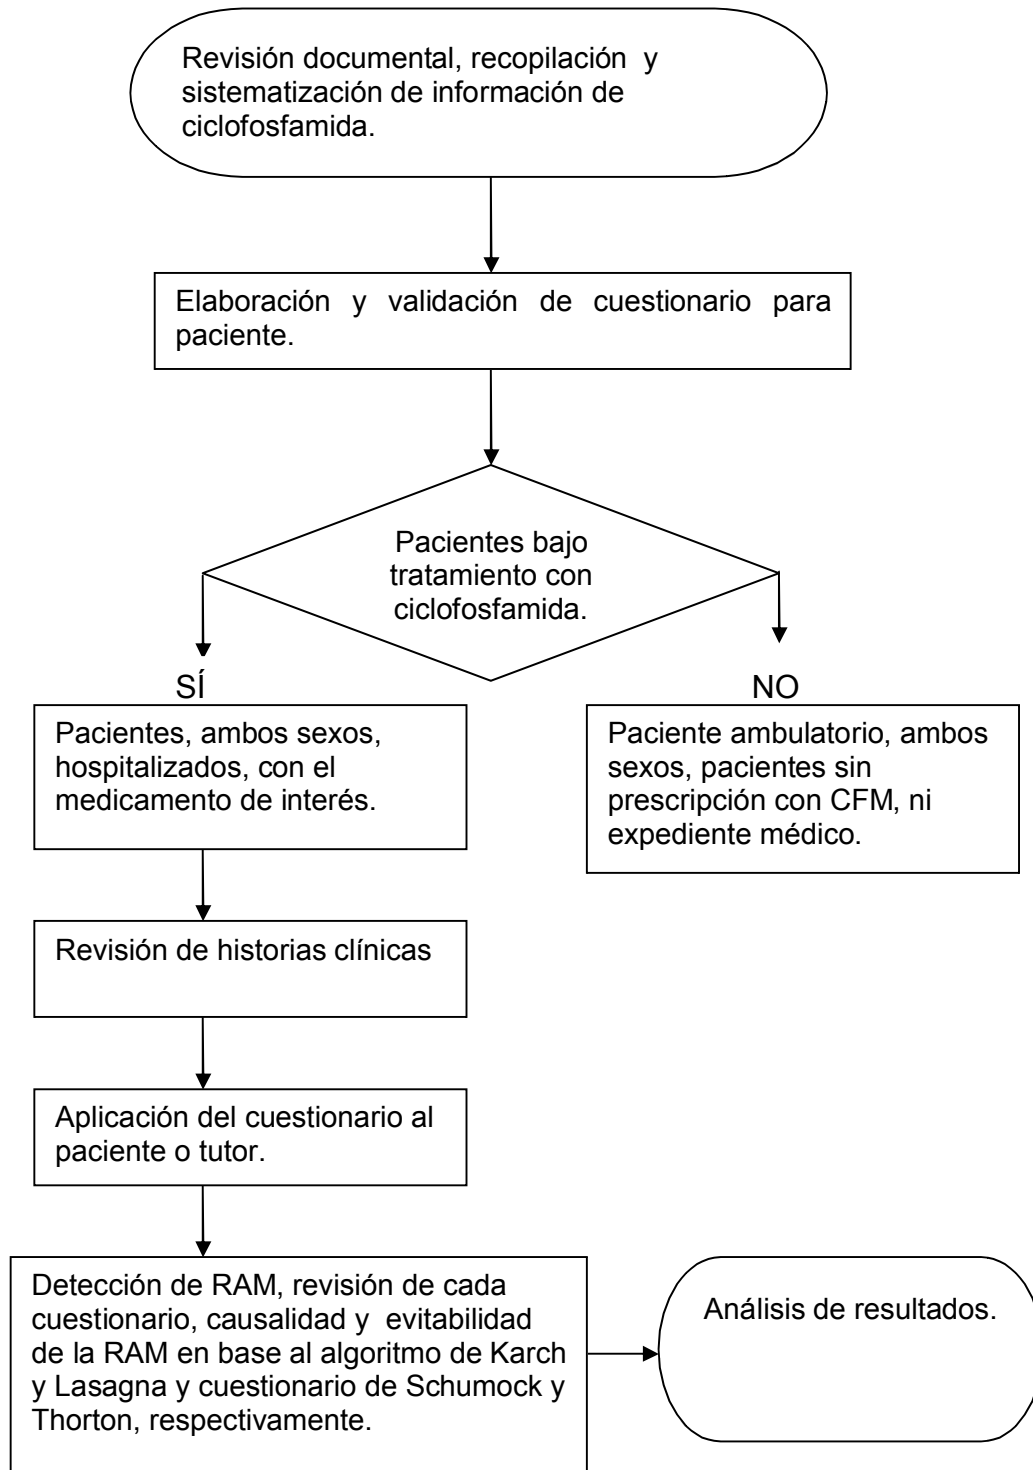 Revisión documental, recopilación y
sistematización de información de
ciclofosfamida.
Elaboración y validación de cuestionario para
paciente.
Pacientes bajo
tratamiento con
ciclofosfamida.
SÍ
NO
Pacientes, ambos sexos,
hospitalizados, con el
medicamento de interés.
Paciente ambulatorio, ambos
sexos, pacientes sin
prescripción con CFM, ni
expediente médico.
Revisión de historias clínicas
Aplicación del cuestionario al
paciente o tutor.
Detección de RAM, revisión de cada
cuestionario, causalidad y evitabilidad
de la RAM en base al algoritmo de Karch
y Lasagna y cuestionario de Schumock y
Thorton, respectivamente.
Análisis de resultados.